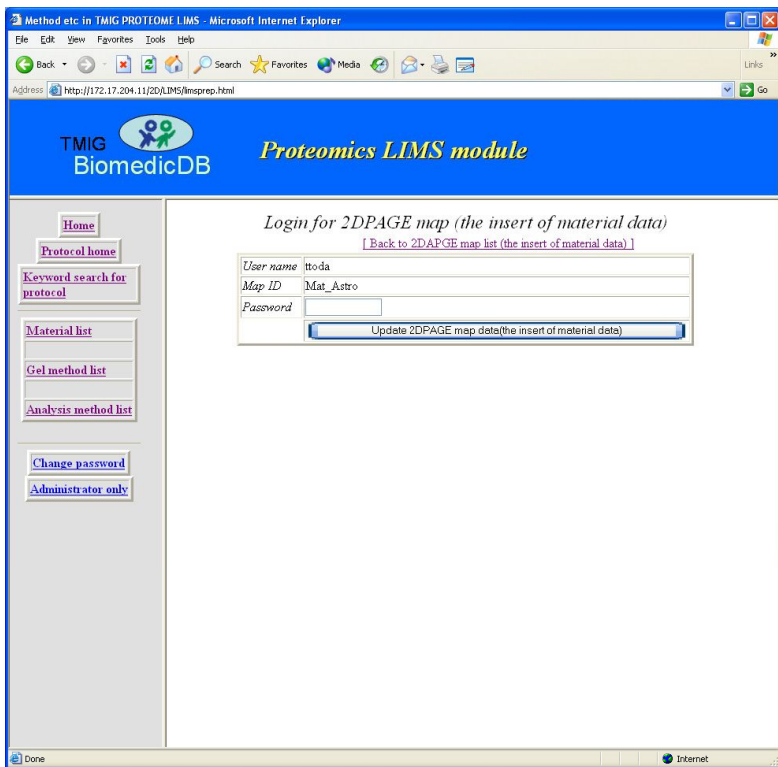 Method etc in TMIG PROTEOME LIMS - Microsoft Internet Explorer
File Edit View Favorites Tools Help
Back Search Favorites Media Links
Address http://172.17.204.11/2D/LIMS/limsprep.html Go
TMIG
BiomedicDB
Proteomics LIMS module
Home
Protocol home
Keyword search for
protocol
Material list
Gel method list
Analysis method list
Change password
Administrator only
Login for 2DPAGE map (the insert of material data)
[ Back to 2DAPGE map list (the insert of material data) ]
User name ttoda
Map ID Mat_Astro
Password
Update 2DPAGE map data(the insert of material data)
Done Internet